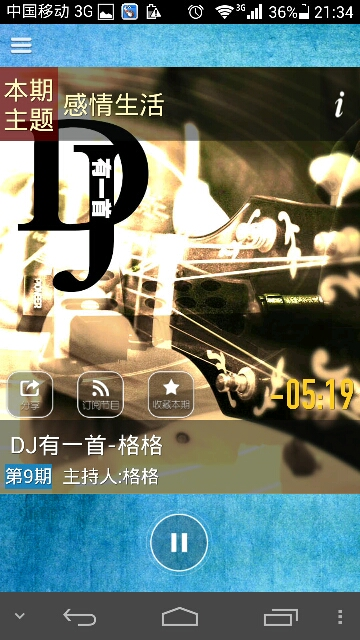 中国移动 3G
3G
36%
21:34
本期
主题
感情生活
i
DJ
有一首
分享
订阅节目
收藏本期
-05:19
DJ有一首-格格
第9期 主持人:格格